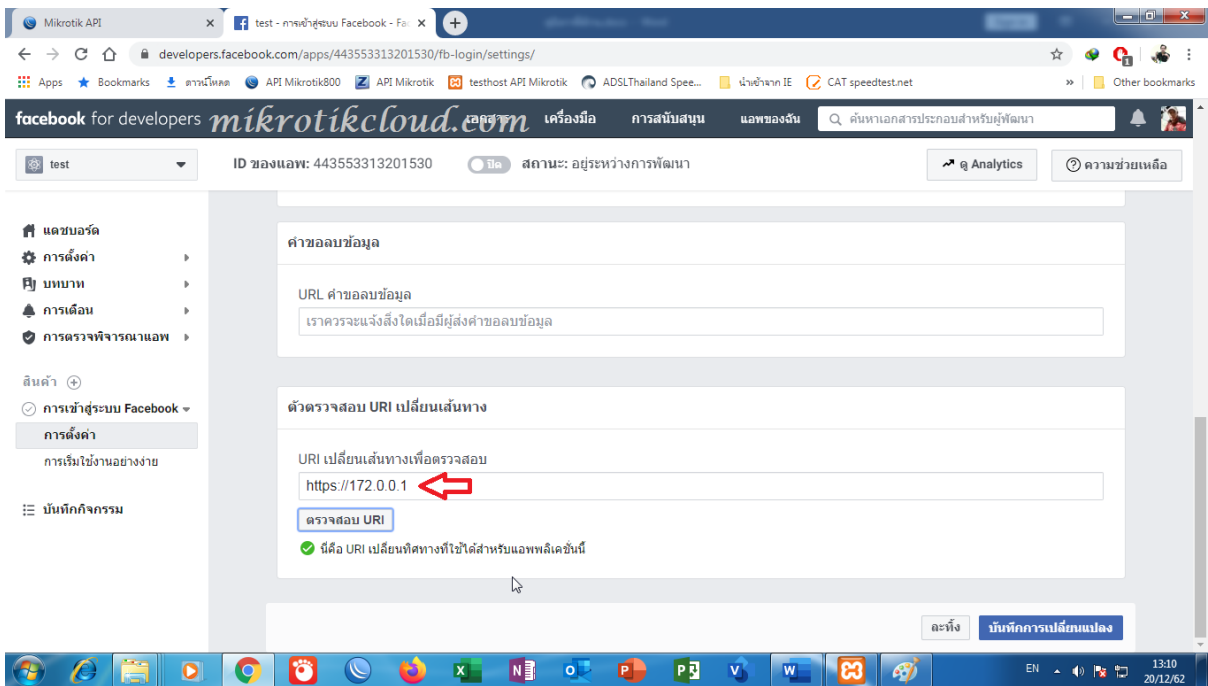 Mikrotik API
test - การเข้าสู่ระบบ Facebook - Fac
developers.facebook.com/apps/443553313201530/fb-login/settings/
Apps Bookmarks ดาวน์โหลด API Mikrotik800 API Mikrotik testhost API Mikrotik ADSLThailand Spee... นำเข้าจาก IE CAT speedtest.net » Other bookmarks
facebook for developers mikrotikcloud.com เอกสาร เครื่องมือ การสนับสนุน แอพของฉัน ค้นหาเอกสารประกอบสำหรับผู้พัฒนา
test ID ของแอพ: 443553313201530 ปิด สถานะ: อยู่ระหว่างการพัฒนา ดู Analytics ความช่วยเหลือ
แดชบอร์ด
การตั้งค่า
บทบาท
การเตือน
การตรวจพิจารณาแอพ
สินค้า
การเข้าสู่ระบบ Facebook
การตั้งค่า
การเริ่มใช้งานอย่างง่าย
บันทึกกิจกรรม
คำขอลบข้อมูล
URL คำขอลบข้อมูล
เราควรจะแจ้งสิ่งใดเมื่อมีผู้ส่งคำขอลบข้อมูล
ตัวตรวจสอบ URI เปลี่ยนเส้นทาง
URI เปลี่ยนเส้นทางเพื่อตรวจสอบ
https://172.0.0.1
ตรวจสอบ URI
นี่คือ URI เปลี่ยนทิศทางที่ใช้ได้สำหรับแอพพลิเคชั่นนี้
ละทิ้ง บันทึกการเปลี่ยนแปลง
EN 13:10
20/12/62